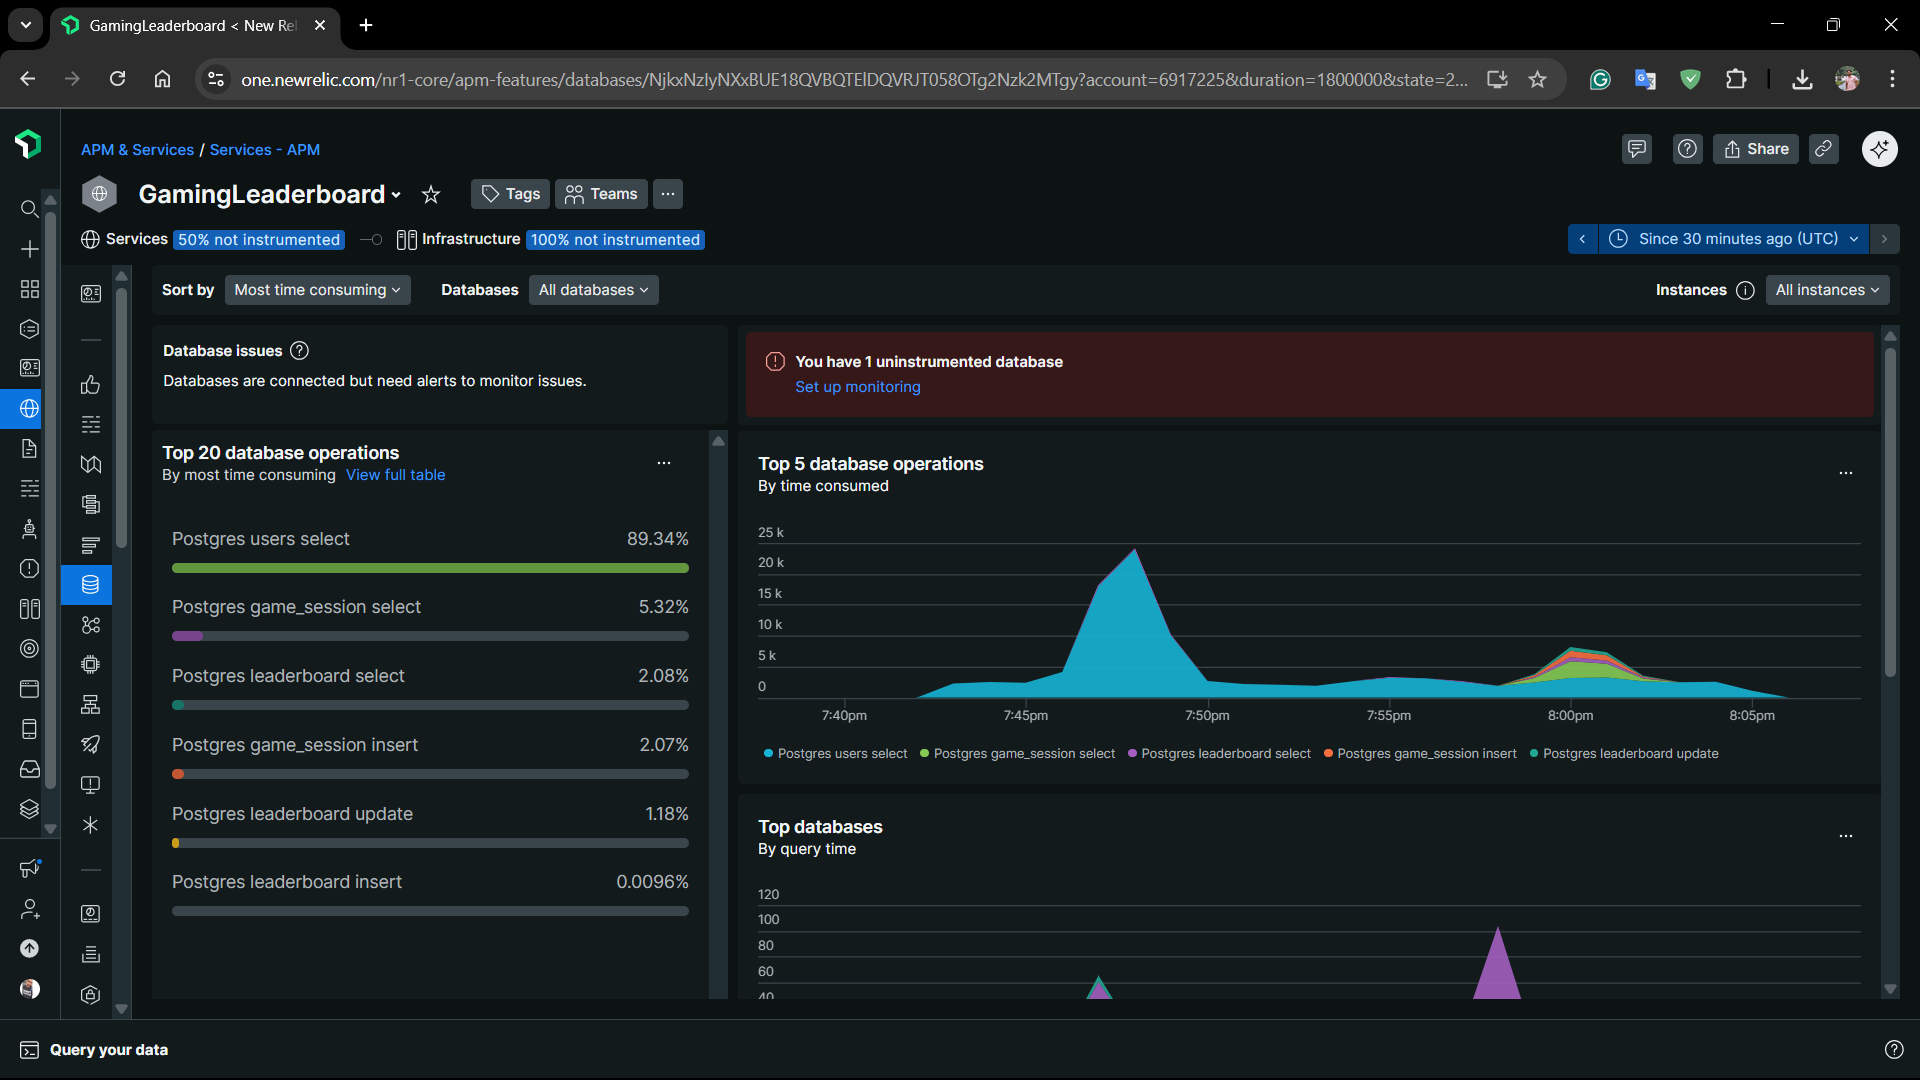 GamingLeaderboard < New Rel
one.newrelic.com/nr1-core/apm-features/databases/NjkxNzIyNXxBUE18QVBQTElDQVRJT058OTg2Nzk2MTgy?account=6917225&duration=1800000&state=2...
APM & Services / Services - APM
Share
GamingLeaderboard
Tags
Teams
Services 50% not instrumented
Infrastructure 100% not instrumented
Since 30 minutes ago (UTC)
Sort by Most time consuming
Databases All databases
Instances All instances
Database issues
Databases are connected but need alerts to monitor issues.
You have 1 uninstrumented database
Set up monitoring
Top 20 database operations
By most time consuming View full table
Postgres users select 89.34%
Postgres game_session select 5.32%
Postgres leaderboard select 2.08%
Postgres game_session insert 2.07%
Postgres leaderboard update 1.18%
Postgres leaderboard insert 0.0096%
Top 5 database operations
By time consumed
25 k
20 k
15 k
10 k
5 k
0
7:40pm 7:45pm 7:50pm 7:55pm 8:00pm 8:05pm
Postgres users select Postgres game_session select Postgres leaderboard select Postgres game_session insert Postgres leaderboard update
Top databases
By query time
120
100
80
60
40
Query your data